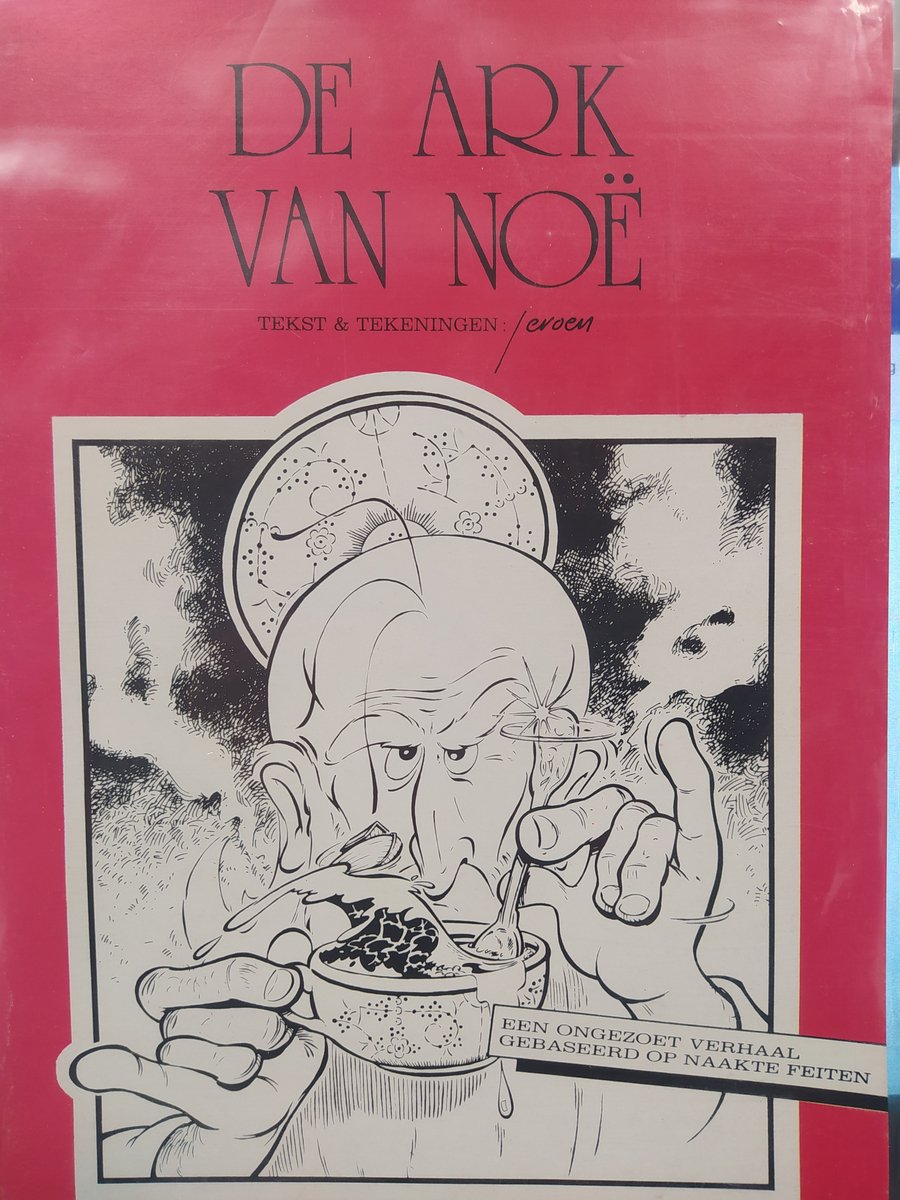 DE ARK
VAN NOË
TEKST & TEKENINGEN: jeroen
EEN ONGEZOET VERHAAL
GEBASEERD OP NAAKTE FEITEN